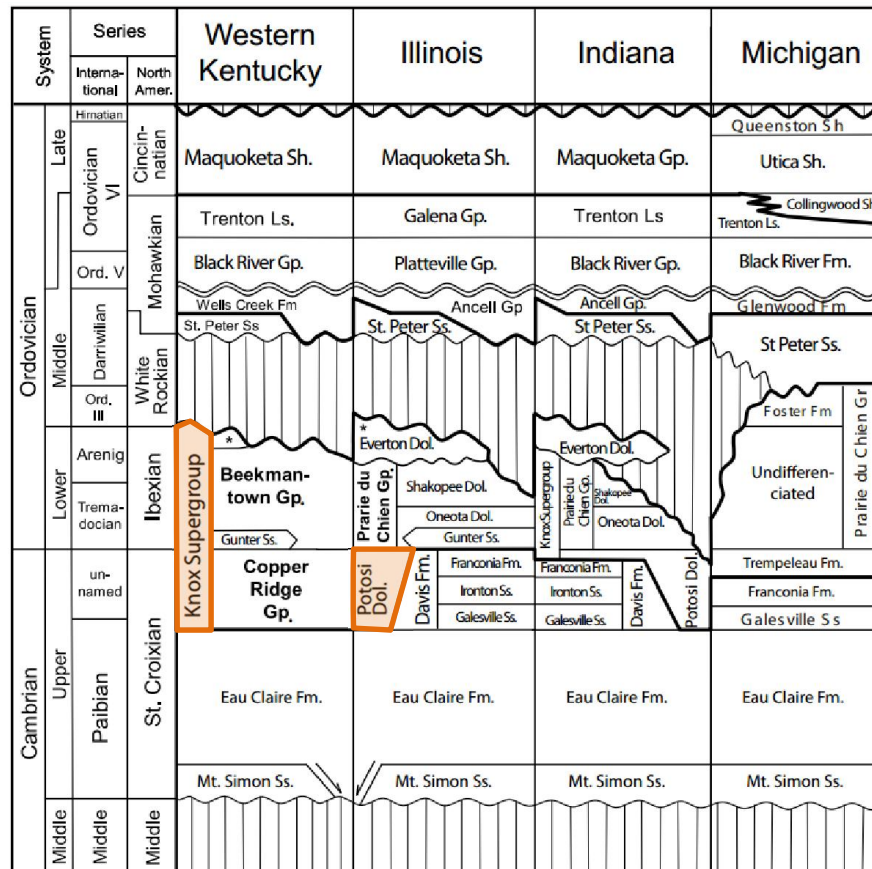 System
Series
Interna-
tional
North
Amer.
Western
Kentucky
Illinois
Indiana
Michigan
Ordovician
Cambrian
Late
Middle
Lower
Upper
Middle
Hirnatian
Ordovician
VI
Ord. V
Darriwilian
Ord.
III
Arenig
Trema-
docian
un-
named
Paibian
Middle
Cincin-
natian
Mohawkian
White
Rockian
Ibexian
St. Croixian
Middle
Maquoketa Sh.
Trenton Ls.
Black River Gp.
Wells Creek Fm
St. Peter Ss
Knox Supergroup
*
Beekman-
town Gp.
Gunter Ss.
Copper
Ridge
Gp.
Eau Claire Fm.
Mt. Simon Ss.
Maquoketa Sh.
Galena Gp.
Platteville Gp.
Ancell Gp
St. Peter Ss.
*
Everton Dol.
Prarie du
Chien Gp.
Shakopee Dol.
Oneota Dol.
Gunter Ss.
Potosi
Dol.
Davis Fm.
Franconia Fm.
Ironton Ss.
Galesville Ss.
Eau Claire Fm.
Mt. Simon Ss.
Maquoketa Gp.
Trenton Ls
Black River Gp.
Ancell Gp.
St Peter Ss.
Everton Dol.
Knox Supergroup
Prairie du
Chien Gp.
Shakopee
Dol.
Oneota Dol.
Franconia Fm.
Ironton Ss.
Galesville Ss.
Davis Fm.
Potosi Dol.
Eau Claire Fm.
Mt. Simon Ss.
Queenston Sh
Utica Sh.
Collingwood Sh
Trenton Ls.
Black River Fm.
Glenwood Fm
St Peter Ss.
Foster Fm
Undifferen-
ciated
Prairie du Chien Gr
Trempeleau Fm.
Franconia Fm.
Galesville Ss
Eau Claire Fm.
Mt. Simon Ss.